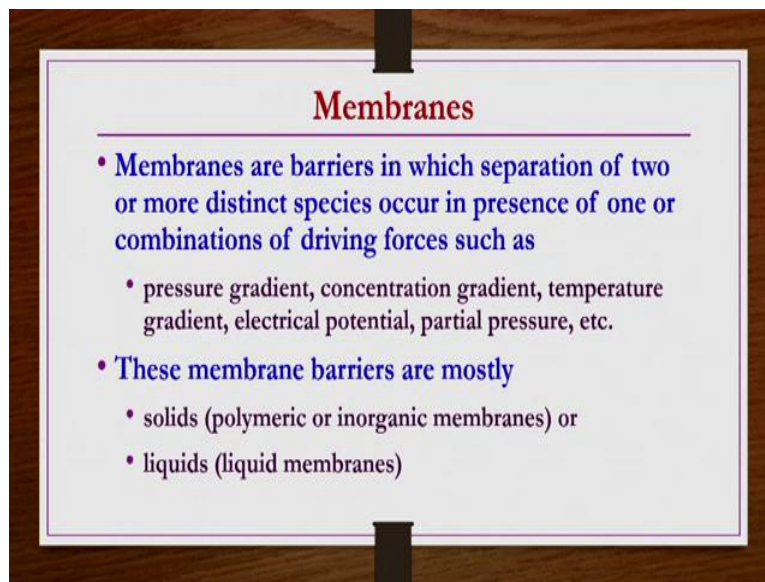 Membranes
• Membranes are barriers in which separation of two
or more distinct species occur in presence of one or
combinations of driving forces such as
• pressure gradient, concentration gradient, temperature
gradient, electrical potential, partial pressure, etc.
• These membrane barriers are mostly
• solids (polymeric or inorganic membranes) or
• liquids (liquid membranes)